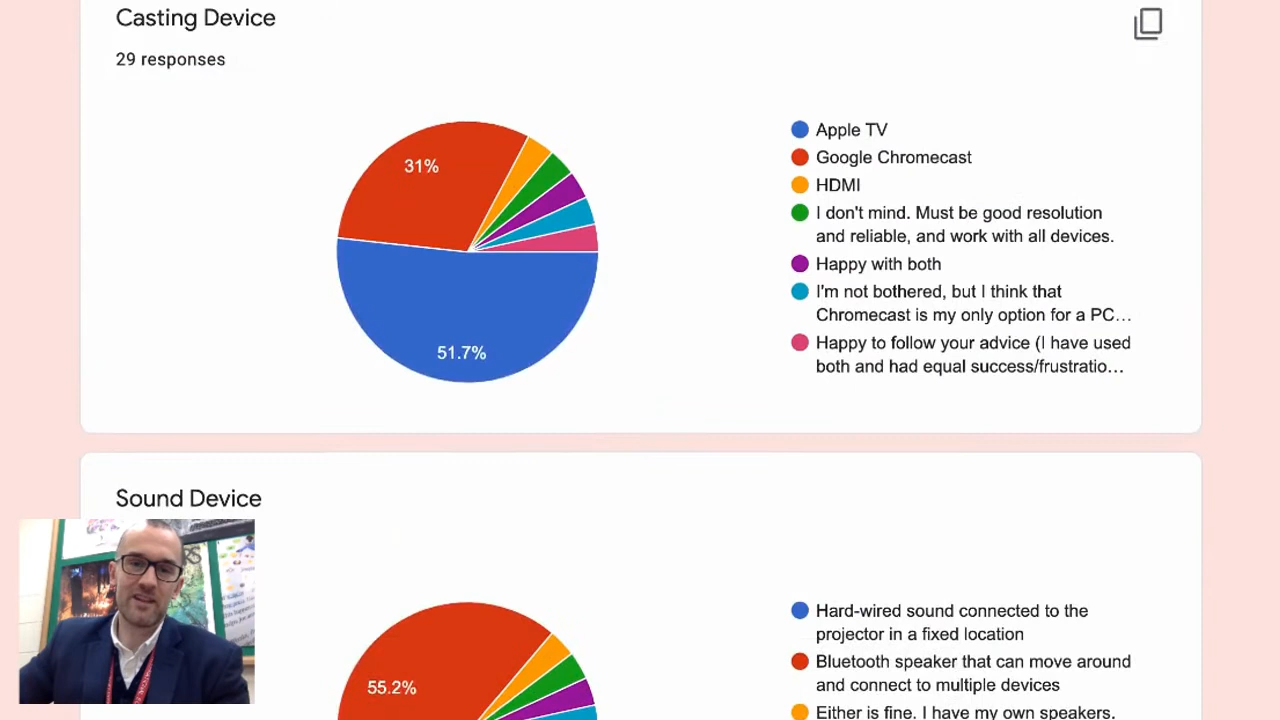 Casting Device
29 responses
31%
51.7%
Apple TV
Google Chromecast
HDMI
I don't mind. Must be good resolution
and reliable, and work with all devices.
Happy with both
I'm not bothered, but I think that
Chromecast is my only option for a PC…
Happy to follow your advice (I have used
both and had equal success/frustratio…
Sound Device
55.2%
Hard-wired sound connected to the
projector in a fixed location
Bluetooth speaker that can move around
and connect to multiple devices
Either is fine. I have my own speakers.